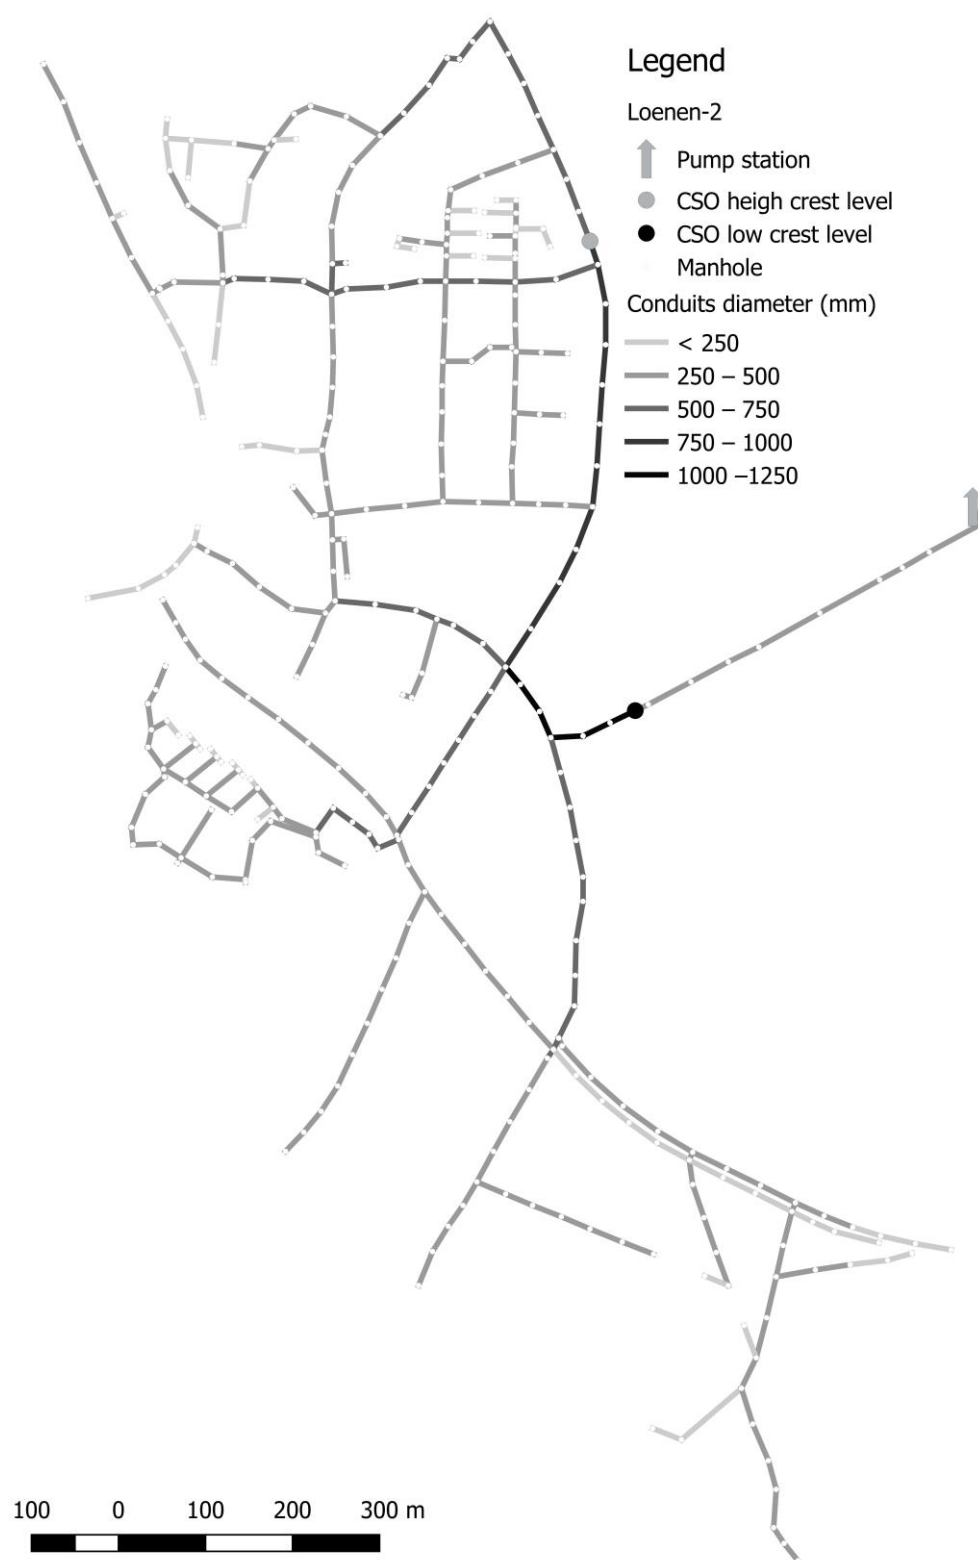 Legend
Loenen-2
Pump station
CSO heigh crest level
CSO low crest level
Manhole
Conduits diameter (mm)
< 250
250 – 500
500 – 750
750 – 1000
1000 –1250
100 0 100 200 300 m